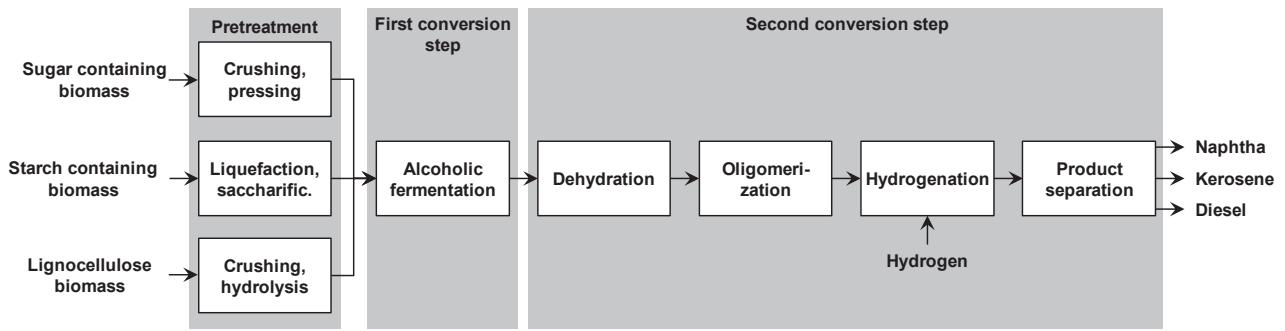 Pretreatment
First conversion
step
Second conversion step
Sugar containing
biomass
Crushing,
pressing
Starch containing
biomass
Liquefaction,
saccharific.
Alcoholic
fermentation
Dehydration
Oligomeri-
zation
Hydrogenation
Product
separation
Naphtha
Kerosene
Diesel
Lignocellulose
biomass
Crushing,
hydrolysis
Hydrogen